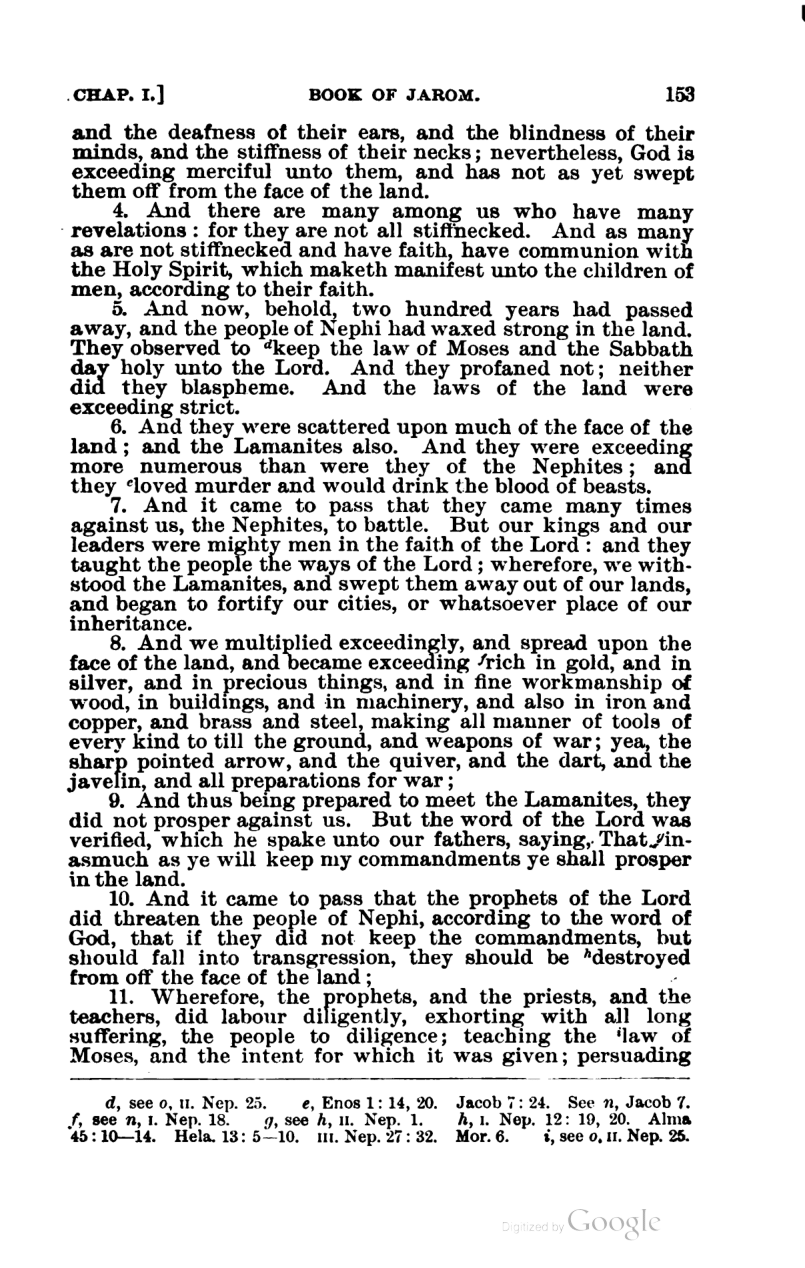 CHAP. I.] BOOK OF JAROM. 153
and the deafness of their ears, and the blindness of their
minds, and the stiffness of their necks; nevertheless, God is
exceeding merciful unto them, and has not as yet swept
them off from the face of the land.
4. And there are many among us who have many
revelations : for they are not all stiffnecked. And as many
as are not stiffnecked and have faith, have communion with
the Holy Spirit, which maketh manifest unto the children of
men, according to their faith.
5. And now, behold, two hundred years had passed
away, and the people of Nephi had waxed strong in the land.
They observed to dkeep the law of Moses and the Sabbath
day holy unto the Lord. And they profaned not; neither
did they blaspheme. And the laws of the land were
exceeding strict.
6. And they were scattered upon much of the face of the
land; and the Lamanites also. And they were exceeding
more numerous than were they of the Nephites; and
they eloved murder and would drink the blood of beasts.
7. And it came to pass that they came many times
against us, the Nephites, to battle. But our kings and our
leaders were mighty men in the faith of the Lord: and they
taught the people the ways of the Lord; wherefore, we with-
stood the Lamanites, and swept them away out of our lands,
and began to fortify our cities, or whatsoever place of our
inheritance.
8. And we multiplied exceedingly, and spread upon the
face of the land, and became exceeding frich in gold, and in
silver, and in precious things, and in fine workmanship of
wood, in buildings, and in machinery, and also in iron and
copper, and brass and steel, making all manner of tools of
every kind to till the ground, and weapons of war; yea, the
sharp pointed arrow, and the quiver, and the dart, and the
javelin, and all preparations for war;
9. And thus being prepared to meet the Lamanites, they
did not prosper against us. But the word of the Lord was
verified, which he spake unto our fathers, saying, That gin-
asmuch as ye will keep my commandments ye shall prosper
in the land.
10. And it came to pass that the prophets of the Lord
did threaten the people of Nephi, according to the word of
God, that if they did not keep the commandments, but
should fall into transgression, they should be hdestroyed
from off the face of the land;
11. Wherefore, the prophets, and the priests, and the
teachers, did labour diligently, exhorting with all long
suffering, the people to diligence; teaching the ilaw of
Moses, and the intent for which it was given; persuading
d, see o, II. Nep. 25. e, Enos 1: 14, 20. Jacob 7: 24. See n, Jacob 7.
f, see n, I. Nep. 18. g, see h, II. Nep. 1. h, I. Nep. 12: 19, 20. Alma
45: 10—14. Hela. 13: 5—10. III. Nep. 27: 32. Mor. 6. i, see o, II. Nep. 25.
Digitized by Google